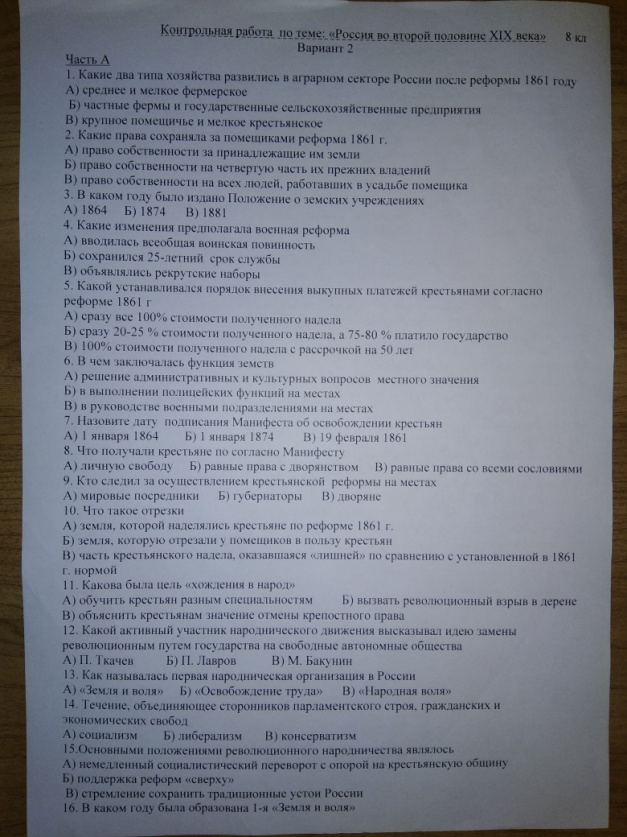 Контрольная работа по теме: «Россия во второй половине XIX века» 8 кл
Вариант 2
Часть А
1. Какие два типа хозяйства развились в аграрном секторе России после реформы 1861 году
А) среднее и мелкое фермерское
Б) частные фермы и государственные сельскохозяйственные предприятия
В) крупное помещичье и мелкое крестьянское
2. Какие права сохраняла за помещиками реформа 1861 г.
А) право собственности за принадлежащие им земли
Б) право собственности на четвертую часть их прежних владений
В) право собственности на всех людей, работавших в усадьбе помещика
3. В каком году было издано Положение о земских учреждениях
А) 1864 Б) 1874 В) 1881
4. Какие изменения предполагала военная реформа
А) вводилась всеобщая воинская повинность
Б) сохранился 25-летний срок службы
В) объявлялись рекрутские наборы
5. Какой устанавливался порядок внесения выкупных платежей крестьянами согласно
реформе 1861 г
А) сразу все 100% стоимости полученного надела
Б) сразу 20-25 % стоимости полученного надела, а 75-80 % платило государство
В) 100% стоимости полученного надела с рассрочкой на 50 лет
6. В чем заключалась функция земств
А) решение административных и культурных вопросов местного значения
Б) в выполнении полицейских функций на местах
В) в руководстве военными подразделениями на местах
7. Назовите дату подписания Манифеста об освобождении крестьян
А) 1 января 1864 Б) 1 января 1874 В) 19 февраля 1861
8. Что получали крестьяне по согласно Манифесту
А) личную свободу Б) равные права с дворянством В) равные права со всеми сословиями
9. Кто следил за осуществлением крестьянской реформы на местах
А) мировые посредники Б) губернаторы В) дворяне
10. Что такое отрезки
А) земля, которой наделялись крестьяне по реформе 1861 г.
Б) земля, которую отрезали у помещиков в пользу крестьян
В) часть крестьянского надела, оказавшаяся «лишней» по сравнению с установленной в 1861
г. нормой
11. Какова была цель «хождения в народ»
А) обучить крестьян разным специальностям Б) вызвать революционный взрыв в дерене
В) объяснить крестьянам значение отмены крепостного права
12. Какой активный участник народнического движения высказывал идею замены
революционным путем государства на свободные автономные общества
А) П. Ткачев Б) П. Лавров В) М. Бакунин
13. Как называлась первая народническая организация в России
А) «Земля и воля» Б) «Освобождение труда» В) «Народная воля»
14. Течение, объединяющее сторонников парламентского строя, гражданских и
экономических свобод
А) социализм Б) либерализм В) консерватизм
15.Основными положениями революционного народничества являлось
А) немедленный социалистический переворот с опорой на крестьянскую общину
Б) поддержка реформ «сверху»
В) стремление сохранить традиционные устои России
16. В каком году была образована 1-я «Земля и воля»